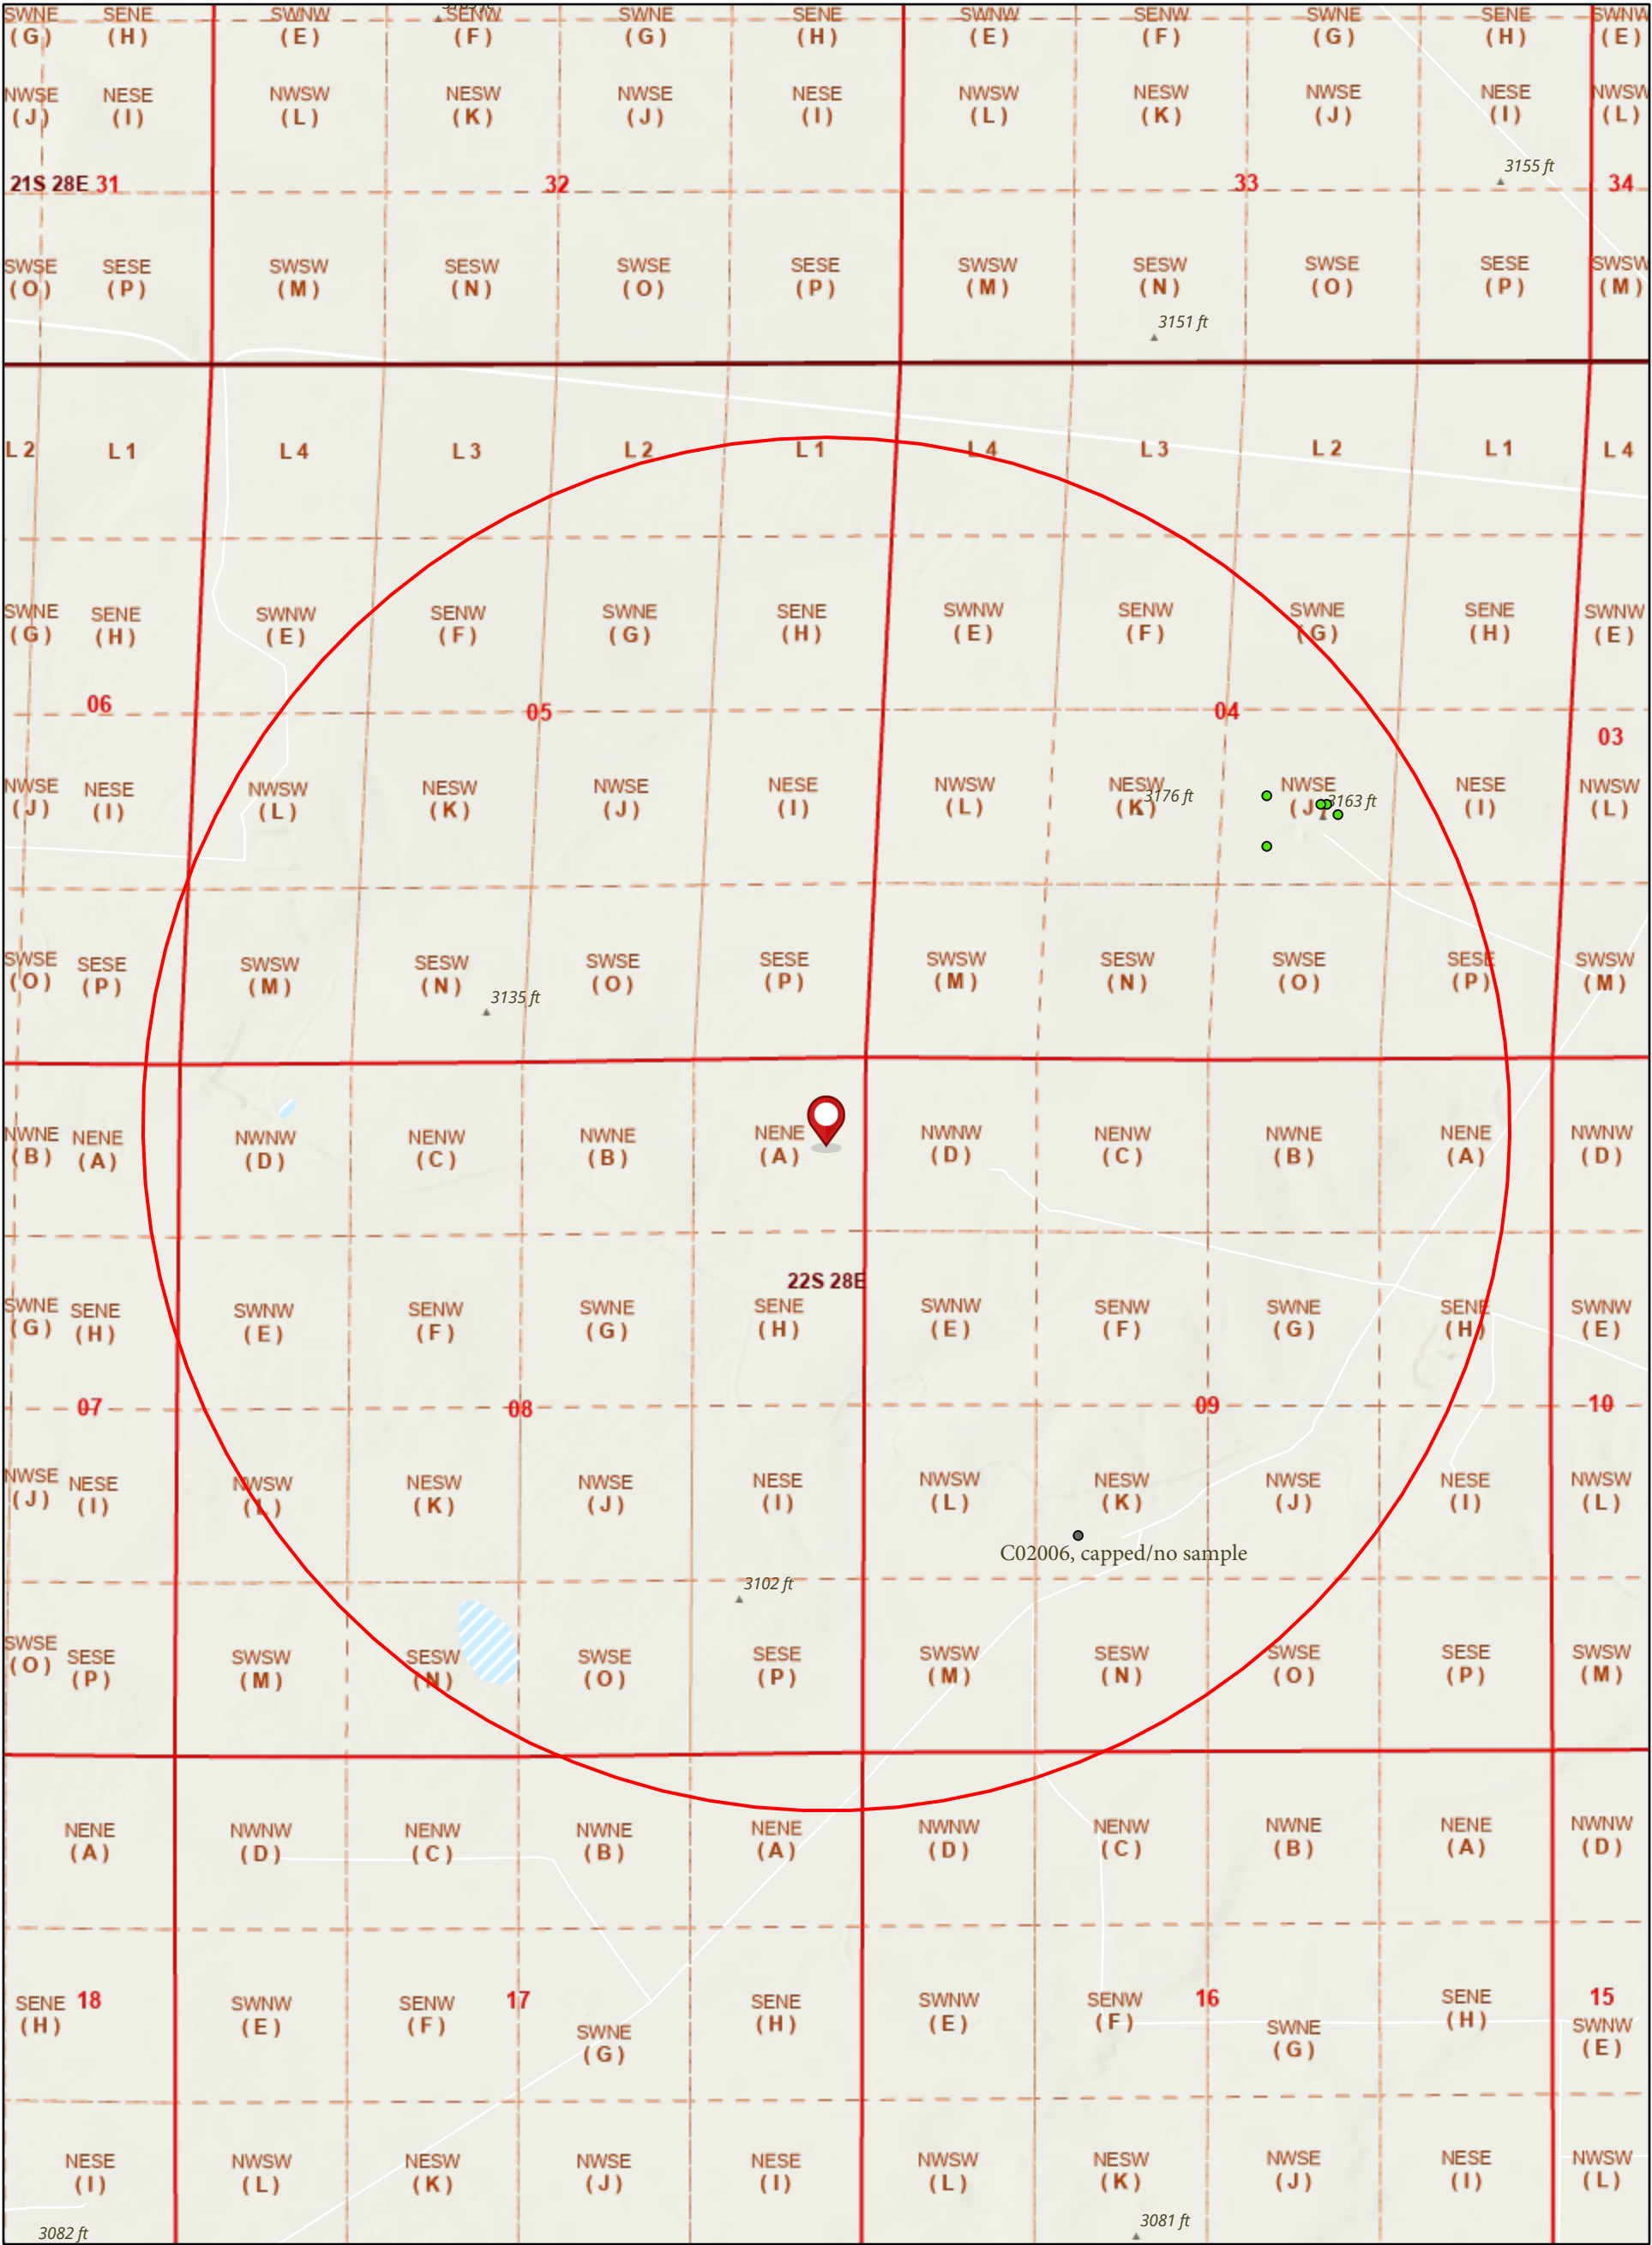 SWNE SENE SWNW SENW SWNE SENE SWNW SENW SWNE SENE SWNW
(G) (H) (E) (F) (G) (H) (E) (F) (G) (H) (E)
NWSE NESE NWSW NESW NWSE NESE NWSW NESW NWSE NESE NWSW
(J) (I) (L) (K) (J) (I) (L) (K) (J) (I) (L)
3155 ft
21S 28E 31 32 33 34
SWSE SESE SWSW SESW SWSE SESE SWSW SESW SWSE SESE SWSW
(O) (P) (M) (N) (O) (P) (M) (N) (O) (P) (M)
3151 ft
L 2 L 1 L 4 L 3 L 2 L 1 L 4 L 3 L 2 L 1 L 4
SWNE SENE SWNW SENW SWNE SENE SWNW SENW SWNE SENE SWNW
(G) (H) (E) (F) (G) (H) (E) (F) (G) (H) (E)
06 05 04 03
NWSE NESE NWSW NESW NWSE NESE NWSW NESW NWSE NESE NWSW
(J) (I) (L) (K) (J) (I) (L) (K) 3176 ft (J) 3163 ft (I) (L)
SWSE SESE SWSW SESW SWSE SESE SWSW SESW SWSE SESE SWSW
(O) (P) (M) (N) (O) (P) (M) (N) (O) (P) (M)
3135 ft
NWNE NENE NWNW NENW NWNE NENE NWNW NENW NWNE NENE NWNW
(B) (A) (D) (C) (B) (A) (D) (C) (B) (A) (D)
22S 28E
SWNE SENE SWNW SENW SWNE SENE SWNW SENW SWNE SENE SWNW
(G) (H) (E) (F) (G) (H) (E) (F) (G) (H) (E)
07 08 09 10
NWSE NESE NWSW NESW NWSE NESE NWSW NESW NWSE NESE NWSW
(J) (I) (L) (K) (J) (I) (L) (K) (J) (I) (L)
C02006, capped/no sample
3102 ft
SWSE SESE SWSW SESW SWSE SESE SWSW SESW SWSE SESE SWSW
(O) (P) (M) (N) (O) (P) (M) (N) (O) (P) (M)
NENE NWNW NENW NWNE NENE NWNW NENW NWNE NENE NWNW
(A) (D) (C) (B) (A) (D) (C) (B) (A) (D)
18 17 16 15
SENE SWNW SENW SWNE SENE SWNW SENW SWNE SENE SWNW
(H) (E) (F) (G) (H) (E) (F) (G) (H) (E)
NESE NWSW NESW NWSE NESE NWSW NESW NWSE NESE NWSW
(I) (L) (K) (J) (I) (L) (K) (J) (I) (L)
3082 ft 3081 ft